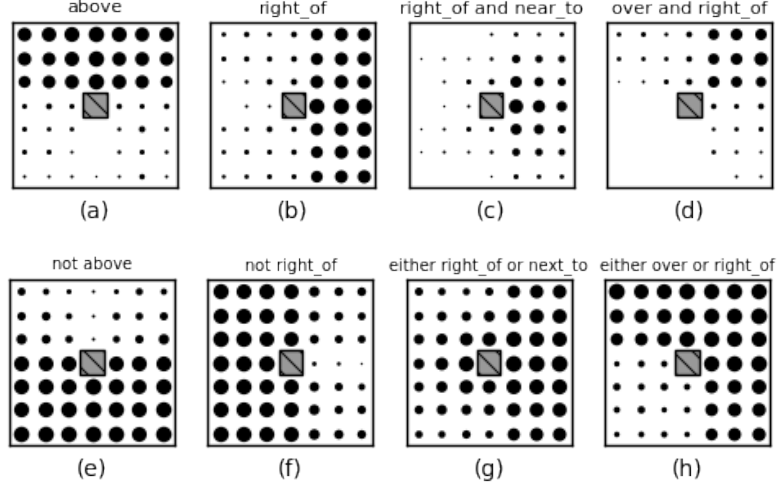 above
right_of
right_of and near_to
over and right_of
(a)
(b)
(c)
(d)
not above
not right_of
either right_of or next_to
either over or right_of
(e)
(f)
(g)
(h)